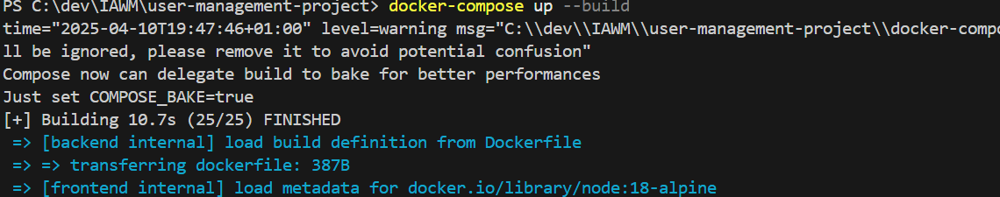 PS C:\dev\IAWM\user-management-project> docker-compose up --build
time="2025-04-10T19:47:46+01:00" level=warning msg="C:\\dev\\IAWM\\user-management-project\\docker-compo
ll be ignored, please remove it to avoid potential confusion"
Compose now can delegate build to bake for better performances
Just set COMPOSE_BAKE=true
[+] Building 10.7s (25/25) FINISHED
=> [backend internal] load build definition from Dockerfile
=> => transferring dockerfile: 387B
=> [frontend internal] load metadata for docker.io/library/node:18-alpine